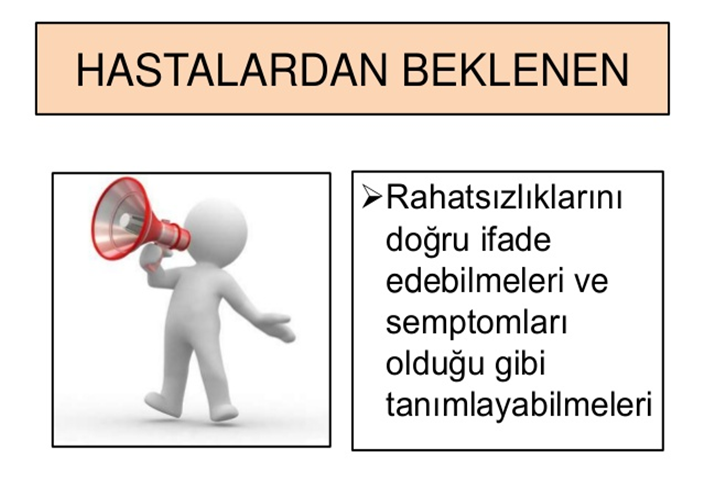 HASTALARDAN BEKLENEN
➢Rahatsızlıklarını
doğru ifade
edebilmeleri ve
semptomları
olduğu gibi
tanımlayabilmeleri